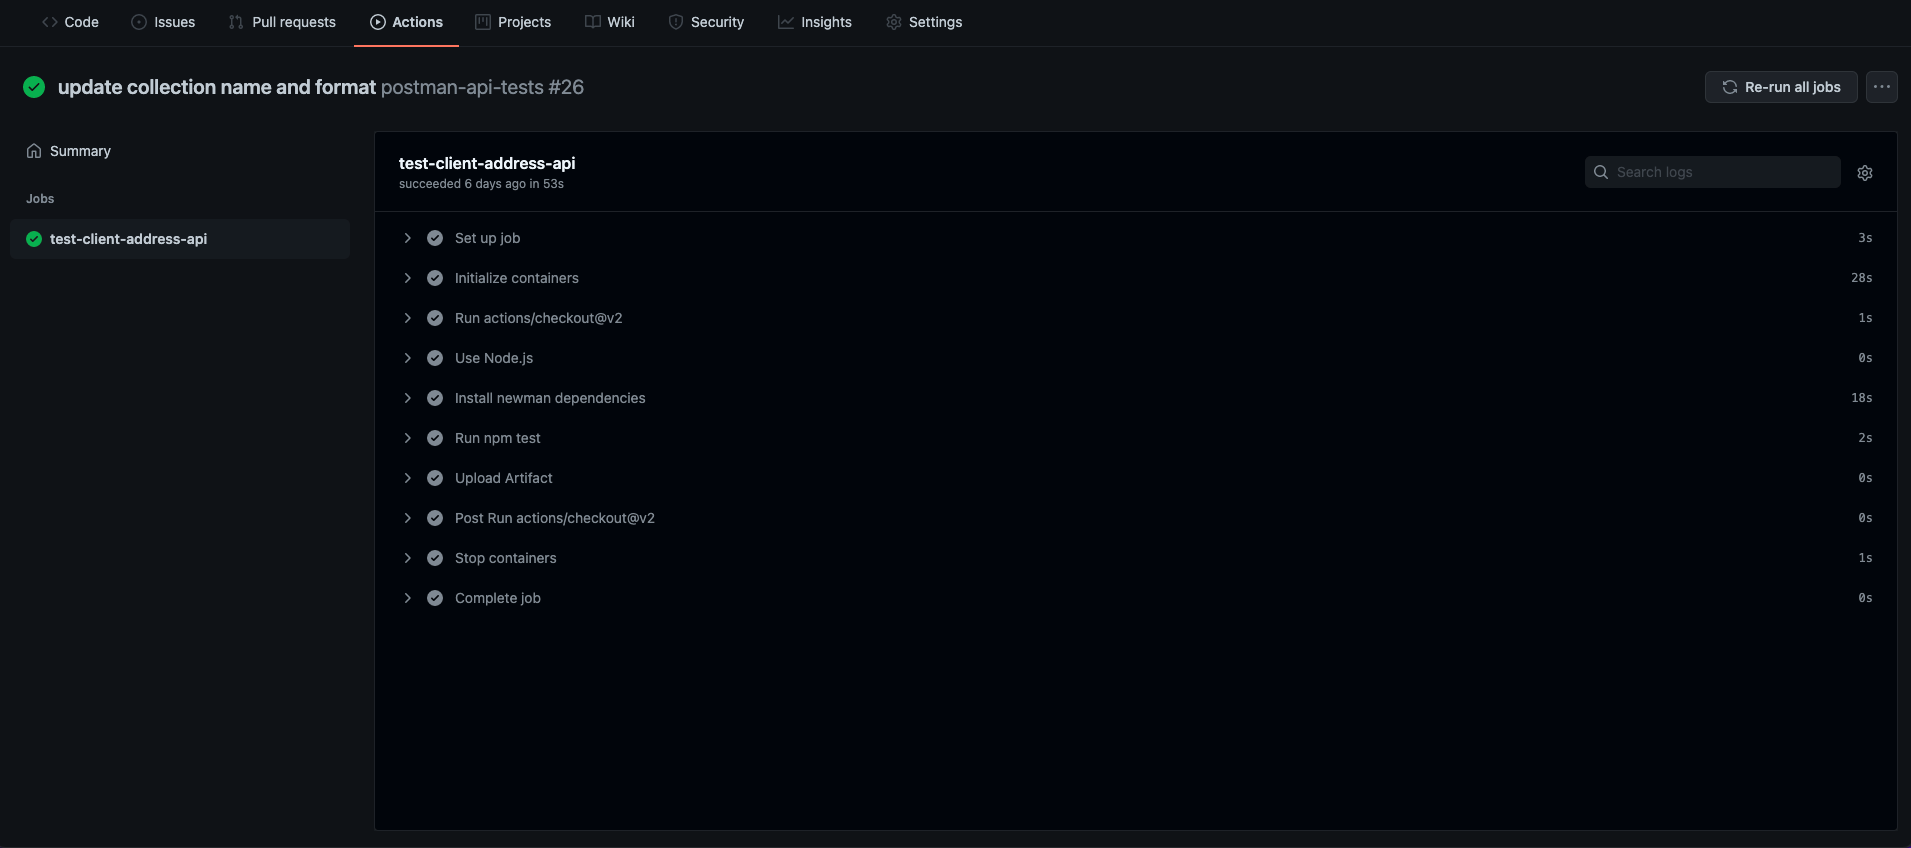 Code Issues Pull requests Actions Projects Wiki Security Insights Settings
update collection name and format postman-api-tests #26
Re-run all jobs
Summary
Jobs
test-client-address-api
test-client-address-api
succeeded 6 days ago in 53s
Search logs
Set up job 3s
Initialize containers 28s
Run actions/checkout@v2 1s
Use Node.js 0s
Install newman dependencies 18s
Run npm test 2s
Upload Artifact 0s
Post Run actions/checkout@v2 0s
Stop containers 1s
Complete job 0s